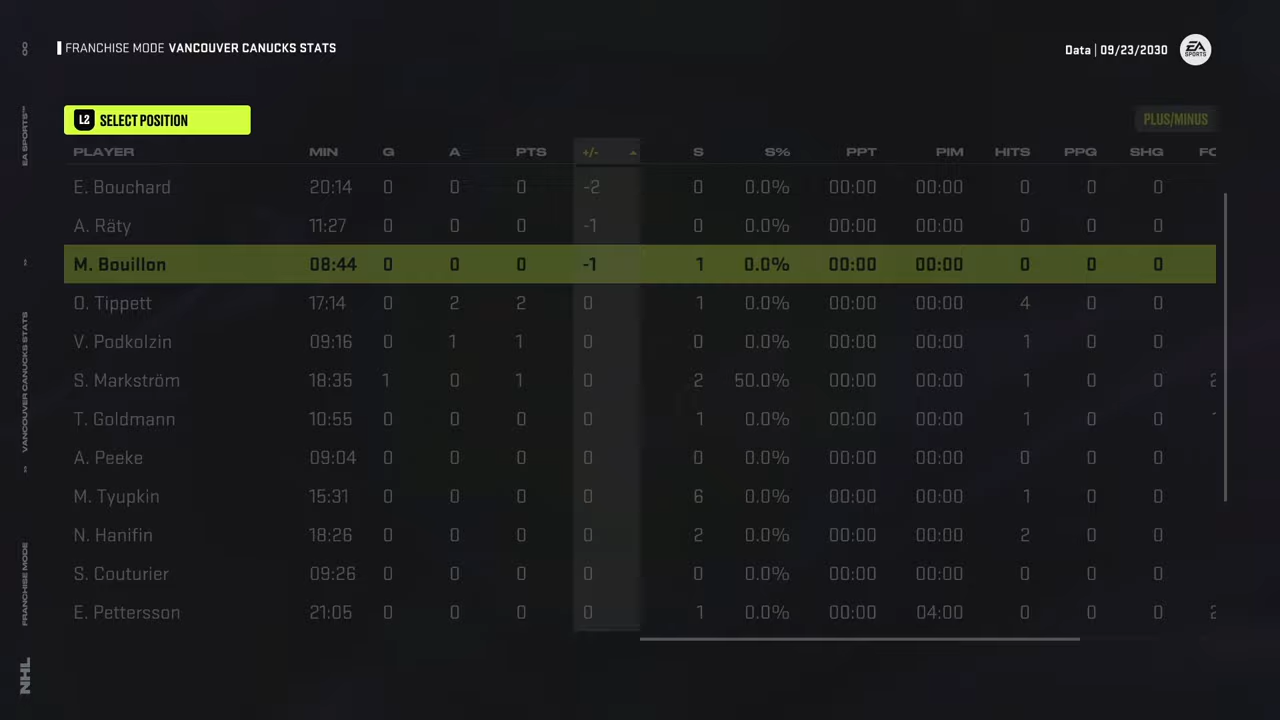 FRANCHISE MODE VANCOUVER CANUCKS STATS
Data | 09/23/2030
EA SPORTS
L2 SELECT POSITION
PLUS/MINUS
PLAYER MIN G A PTS +/- S S% PPT PIM HITS PPG SHG FO
E. Bouchard 20:14 0 0 0 -2 0 0.0% 00:00 00:00 0 0 0
A. Räty 11:27 0 0 0 -1 0 0.0% 00:00 00:00 0 0 0
M. Bouillon 08:44 0 0 0 -1 1 0.0% 00:00 00:00 0 0 0
O. Tippett 17:14 0 2 2 0 1 0.0% 00:00 00:00 4 0 0
V. Podkolzin 09:16 0 1 1 0 0 0.0% 00:00 00:00 1 0 0
S. Markström 18:35 1 0 1 0 2 50.0% 00:00 00:00 1 0 0 2
T. Goldmann 10:55 0 0 0 0 1 0.0% 00:00 00:00 1 0 0
A. Peeke 09:04 0 0 0 0 0 0.0% 00:00 00:00 0 0 0
M. Tyupkin 15:31 0 0 0 0 6 0.0% 00:00 00:00 1 0 0
N. Hanifin 18:26 0 0 0 0 2 0.0% 00:00 00:00 2 0 0
S. Couturier 09:26 0 0 0 0 0 0.0% 00:00 00:00 0 0 0
E. Pettersson 21:05 0 0 0 0 1 0.0% 00:00 04:00 0 0 0 2
NHL
FRANCHISE MODE
VANCOUVER CANUCKS STATS
EA SPORTS™